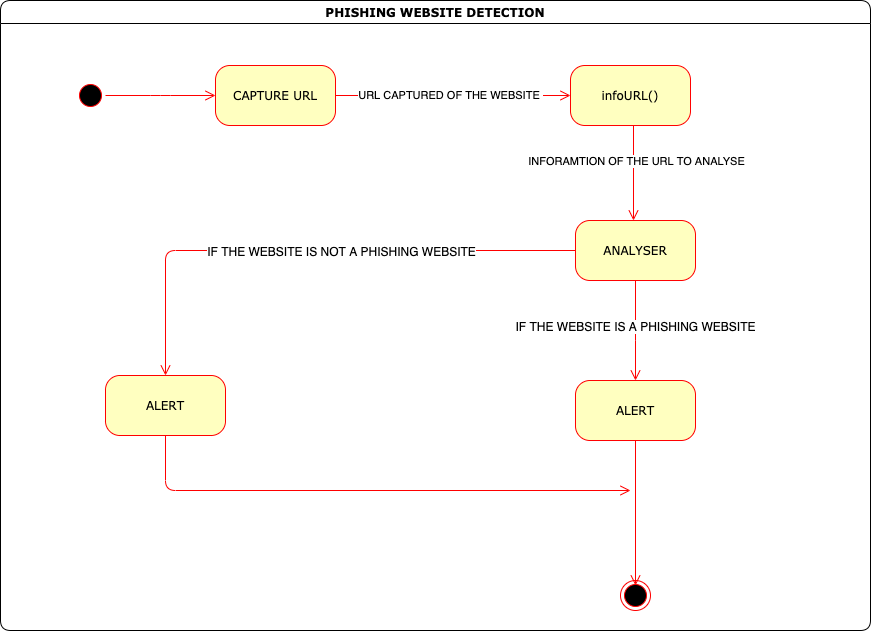 PHISHING WEBSITE DETECTION
CAPTURE URL
URL CAPTURED OF THE WEBSITE
infoURL()
INFORAMTION OF THE URL TO ANALYSE
IF THE WEBSITE IS NOT A PHISHING WEBSITE
ANALYSER
IF THE WEBSITE IS A PHISHING WEBSITE
ALERT
ALERT